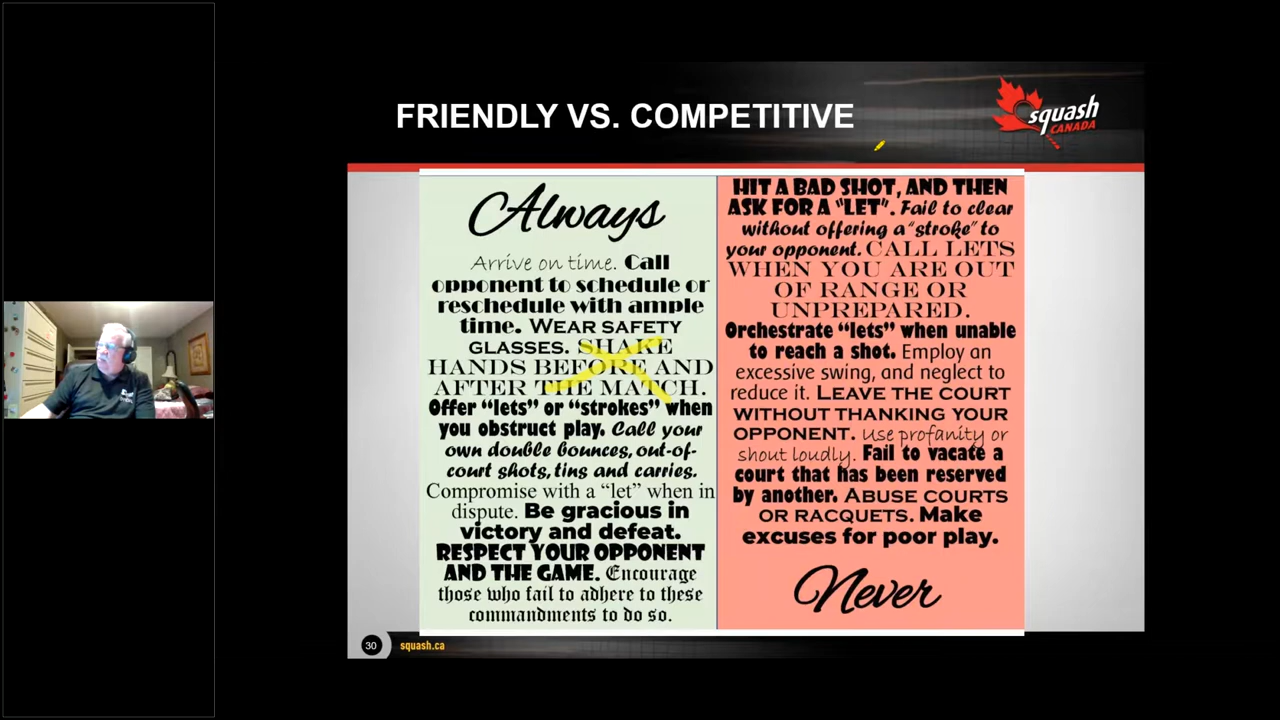 FRIENDLY VS. COMPETITIVE
squash
CANADA
Always
Arrive on time. Call
opponent to schedule or
reschedule with ample
time. WEAR SAFETY
GLASSES. SHAKE
HANDS BEFORE AND
AFTER THE MATCH.
Offer “lets” or “strokes” when
you obstruct play. Call your
own double bounces, out-of-
court shots, tins and carries.
Compromise with a “let” when in
dispute. Be gracious in
victory and defeat.
RESPECT YOUR OPPONENT
AND THE GAME. Encourage
those who fail to adhere to these
commandments to do so.
HIT A BAD SHOT, AND THEN
ASK FOR A “LET”. Fail to clear
without offering a “stroke” to
your opponent. CALL LETS
WHEN YOU ARE OUT
OF RANGE OR
UNPREPARED.
Orchestrate “lets” when unable
to reach a shot. Employ an
excessive swing, and neglect to
reduce it. LEAVE THE COURT
WITHOUT THANKING YOUR
OPPONENT. Use profanity or
shout loudly. Fail to vacate a
court that has been reserved
by another. ABUSE COURTS
OR RACQUETS. Make
excuses for poor play.
Never
30
squash.ca